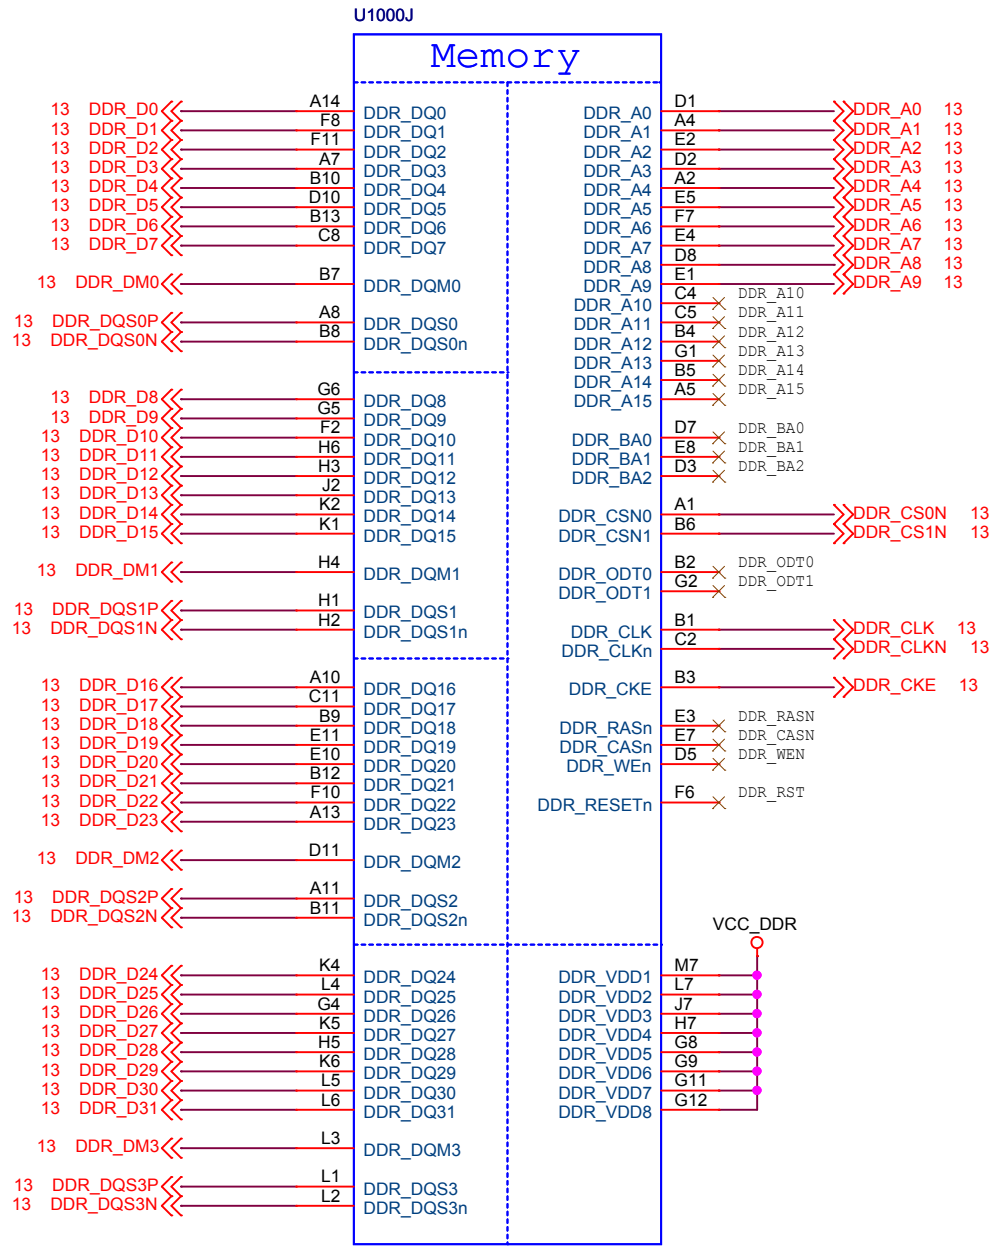 U1000J
Memory
13 DDR_D0 A14 DDR_DQ0
13 DDR_D1 F8 DDR_DQ1
13 DDR_D2 F11 DDR_DQ2
13 DDR_D3 A7 DDR_DQ3
13 DDR_D4 B10 DDR_DQ4
13 DDR_D5 D10 DDR_DQ5
13 DDR_D6 B13 DDR_DQ6
13 DDR_D7 C8 DDR_DQ7
13 DDR_DM0 B7 DDR_DQM0
13 DDR_DQS0P A8 DDR_DQS0
13 DDR_DQS0N B8 DDR_DQS0n
13 DDR_D8 G6 DDR_DQ8
13 DDR_D9 G5 DDR_DQ9
13 DDR_D10 F2 DDR_DQ10
13 DDR_D11 H6 DDR_DQ11
13 DDR_D12 H3 DDR_DQ12
13 DDR_D13 J2 DDR_DQ13
13 DDR_D14 K2 DDR_DQ14
13 DDR_D15 K1 DDR_DQ15
13 DDR_DM1 H4 DDR_DQM1
13 DDR_DQS1P H1 DDR_DQS1
13 DDR_DQS1N H2 DDR_DQS1n
13 DDR_D16 A10 DDR_DQ16
13 DDR_D17 C11 DDR_DQ17
13 DDR_D18 B9 DDR_DQ18
13 DDR_D19 E11 DDR_DQ19
13 DDR_D20 E10 DDR_DQ20
13 DDR_D21 B12 DDR_DQ21
13 DDR_D22 F10 DDR_DQ22
13 DDR_D23 A13 DDR_DQ23
13 DDR_DM2 D11 DDR_DQM2
13 DDR_DQS2P A11 DDR_DQS2
13 DDR_DQS2N B11 DDR_DQS2n
13 DDR_D24 K4 DDR_DQ24
13 DDR_D25 L4 DDR_DQ25
13 DDR_D26 G4 DDR_DQ26
13 DDR_D27 K5 DDR_DQ27
13 DDR_D28 H5 DDR_DQ28
13 DDR_D29 K6 DDR_DQ29
13 DDR_D30 L5 DDR_DQ30
13 DDR_D31 L6 DDR_DQ31
13 DDR_DM3 L3 DDR_DQM3
13 DDR_DQS3P L1 DDR_DQS3
13 DDR_DQS3N L2 DDR_DQS3n
DDR_A0 D1 DDR_A0 13
DDR_A1 A4 DDR_A1 13
DDR_A2 E2 DDR_A2 13
DDR_A3 D2 DDR_A3 13
DDR_A4 A2 DDR_A4 13
DDR_A5 E5 DDR_A5 13
DDR_A6 F7 DDR_A6 13
DDR_A7 E4 DDR_A7 13
DDR_A8 D8 DDR_A8 13
DDR_A9 E1 DDR_A9 13
DDR_A10 C4 DDR_A10
DDR_A11 C5 DDR_A11
DDR_A12 B4 DDR_A12
DDR_A13 G1 DDR_A13
DDR_A14 B5 DDR_A14
DDR_A15 A5 DDR_A15
DDR_BA0 D7 DDR_BA0
DDR_BA1 E8 DDR_BA1
DDR_BA2 D3 DDR_BA2
DDR_CSN0 A1 DDR_CS0N 13
DDR_CSN1 B6 DDR_CS1N 13
DDR_ODT0 B2 DDR_ODT0
DDR_ODT1 G2 DDR_ODT1
DDR_CLK B1 DDR_CLK 13
DDR_CLKn C2 DDR_CLKN 13
DDR_CKE B3 DDR_CKE 13
DDR_RASn E3 DDR_RASN
DDR_CASn E7 DDR_CASN
DDR_WEn D5 DDR_WEN
DDR_RESETn F6 DDR_RST
VCC_DDR
DDR_VDD1 M7
DDR_VDD2 L7
DDR_VDD3 J7
DDR_VDD4 H7
DDR_VDD5 G8
DDR_VDD6 G9
DDR_VDD7 G11
DDR_VDD8 G12